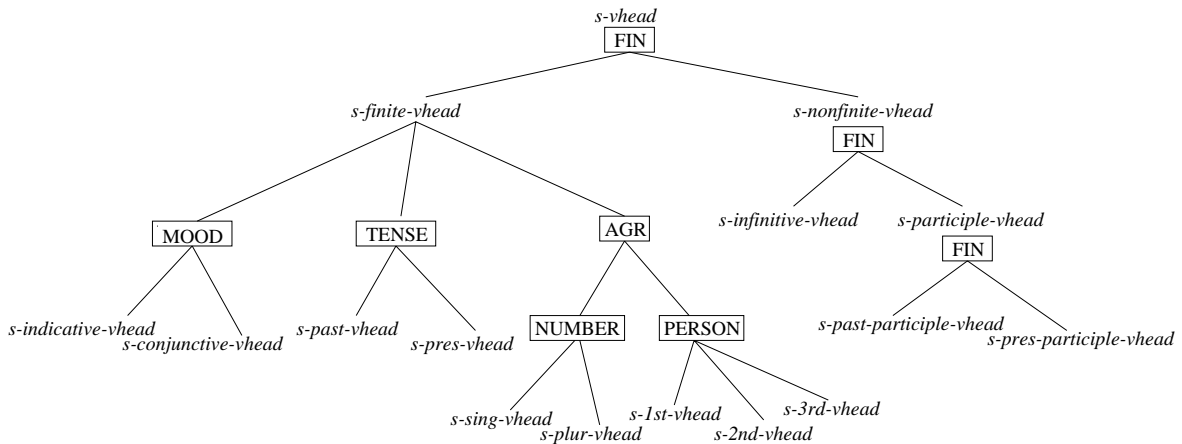 s-vhead
FIN
s-finite-vhead
s-nonfinite-vhead
FIN
s-infinitive-vhead
s-participle-vhead
MOOD
TENSE
AGR
FIN
s-indicative-vhead
s-conjunctive-vhead
s-past-vhead
s-pres-vhead
NUMBER
PERSON
s-past-participle-vhead
s-pres-participle-vhead
s-sing-vhead
s-plur-vhead
s-1st-vhead
s-2nd-vhead
s-3rd-vhead